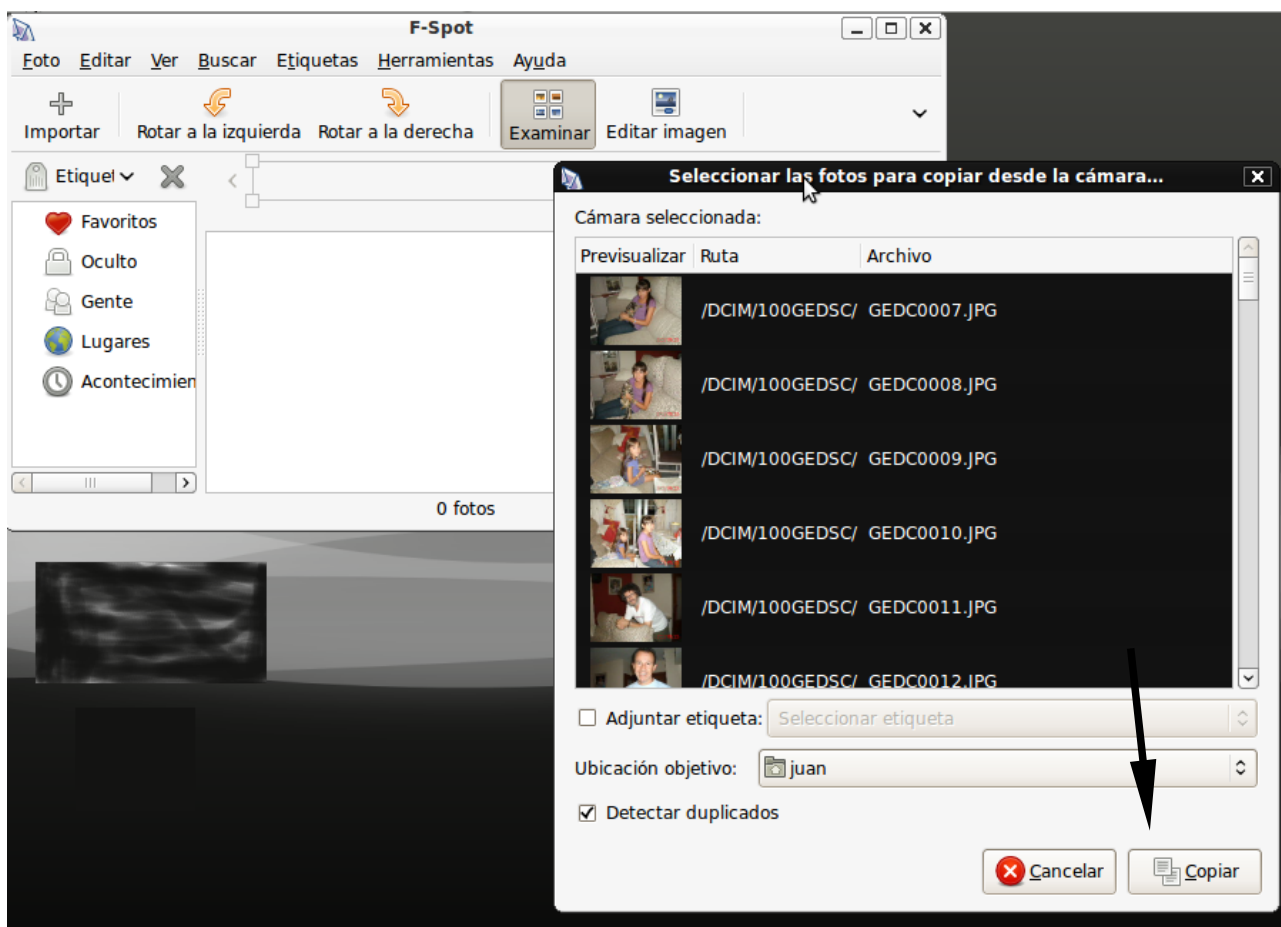 F-Spot
Foto Editar Ver Buscar Etiquetas Herramientas Ayuda
Importar Rotar a la izquierda Rotar a la derecha Examinar Editar imagen
Etiquet
Favoritos
Oculto
Gente
Lugares
Acontecimien
0 fotos
Seleccionar las fotos para copiar desde la cámara...
Cámara seleccionada:
Previsualizar Ruta Archivo
/DCIM/100GEDSC/ GEDC0007.JPG
/DCIM/100GEDSC/ GEDC0008.JPG
/DCIM/100GEDSC/ GEDC0009.JPG
/DCIM/100GEDSC/ GEDC0010.JPG
/DCIM/100GEDSC/ GEDC0011.JPG
/DCIM/100GEDSC/ GEDC0012.JPG
Adjuntar etiqueta: Seleccionar etiqueta
Ubicación objetivo: juan
Detectar duplicados
Cancelar Copiar